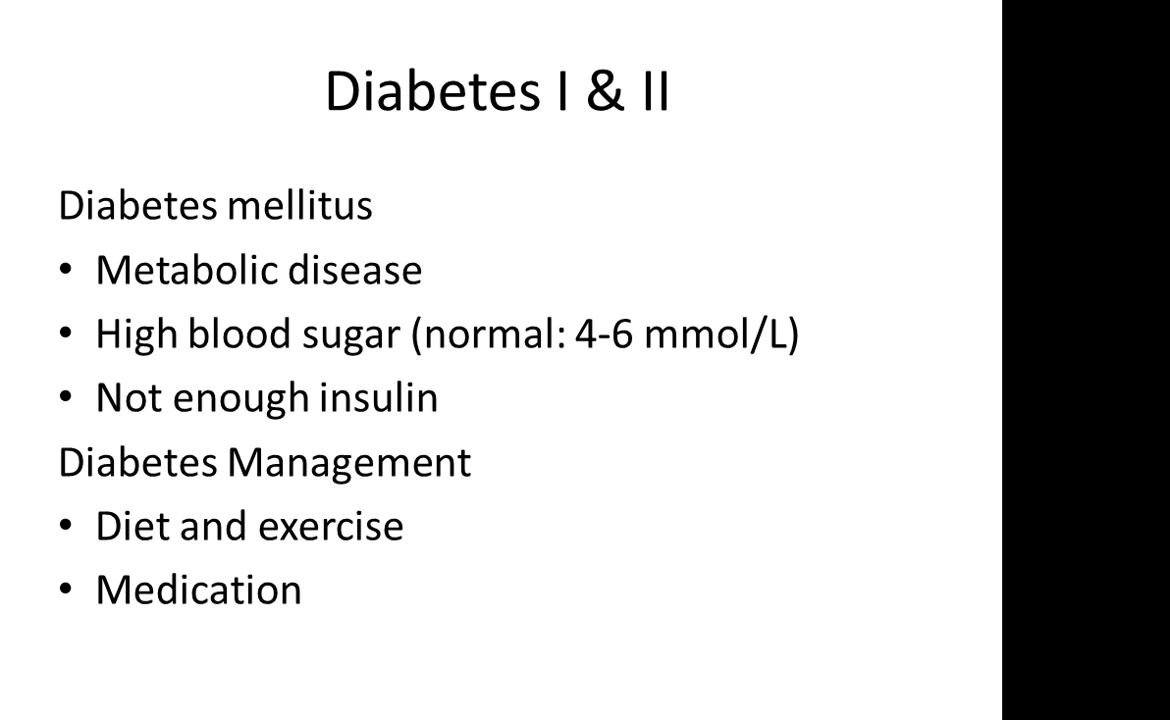 Diabetes I & II
Diabetes mellitus
• Metabolic disease
• High blood sugar (normal: 4-6 mmol/L)
• Not enough insulin
Diabetes Management
• Diet and exercise
• Medication